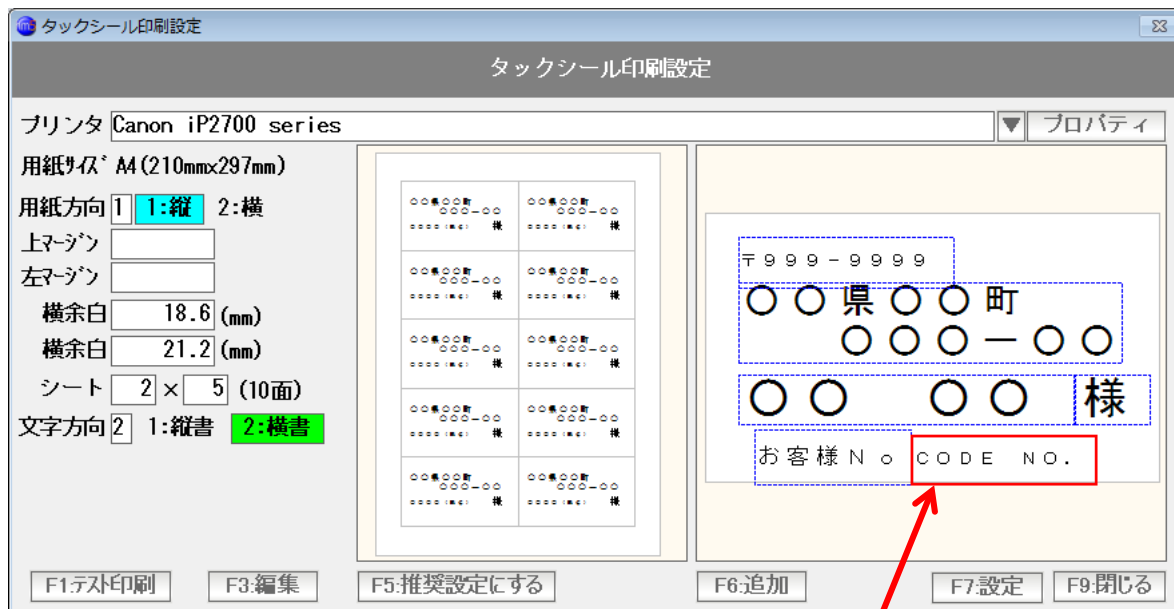 タックシール印刷設定
タックシール印刷設定
プリンタ Canon iP2700 series ▼ プロパティ
用紙ｻｲｽﾞ A4(210mmx297mm)
用紙方向 1 1:縦 2:横
上ﾏｰｼﾞﾝ
左ﾏｰｼﾞﾝ
横余白 18.6 (mm)
横余白 21.2 (mm)
シート 2 × 5 (10面)
文字方向 2 1:縦書 2:横書
〒999-9999
○○県○○町
○○○ー○○
○○ ○○ 様
お客様No CODE NO.
F1:ﾃｽﾄ印刷 F3:編集 F5:推奨設定にする F6:追加 F7:設定 F9:閉じる